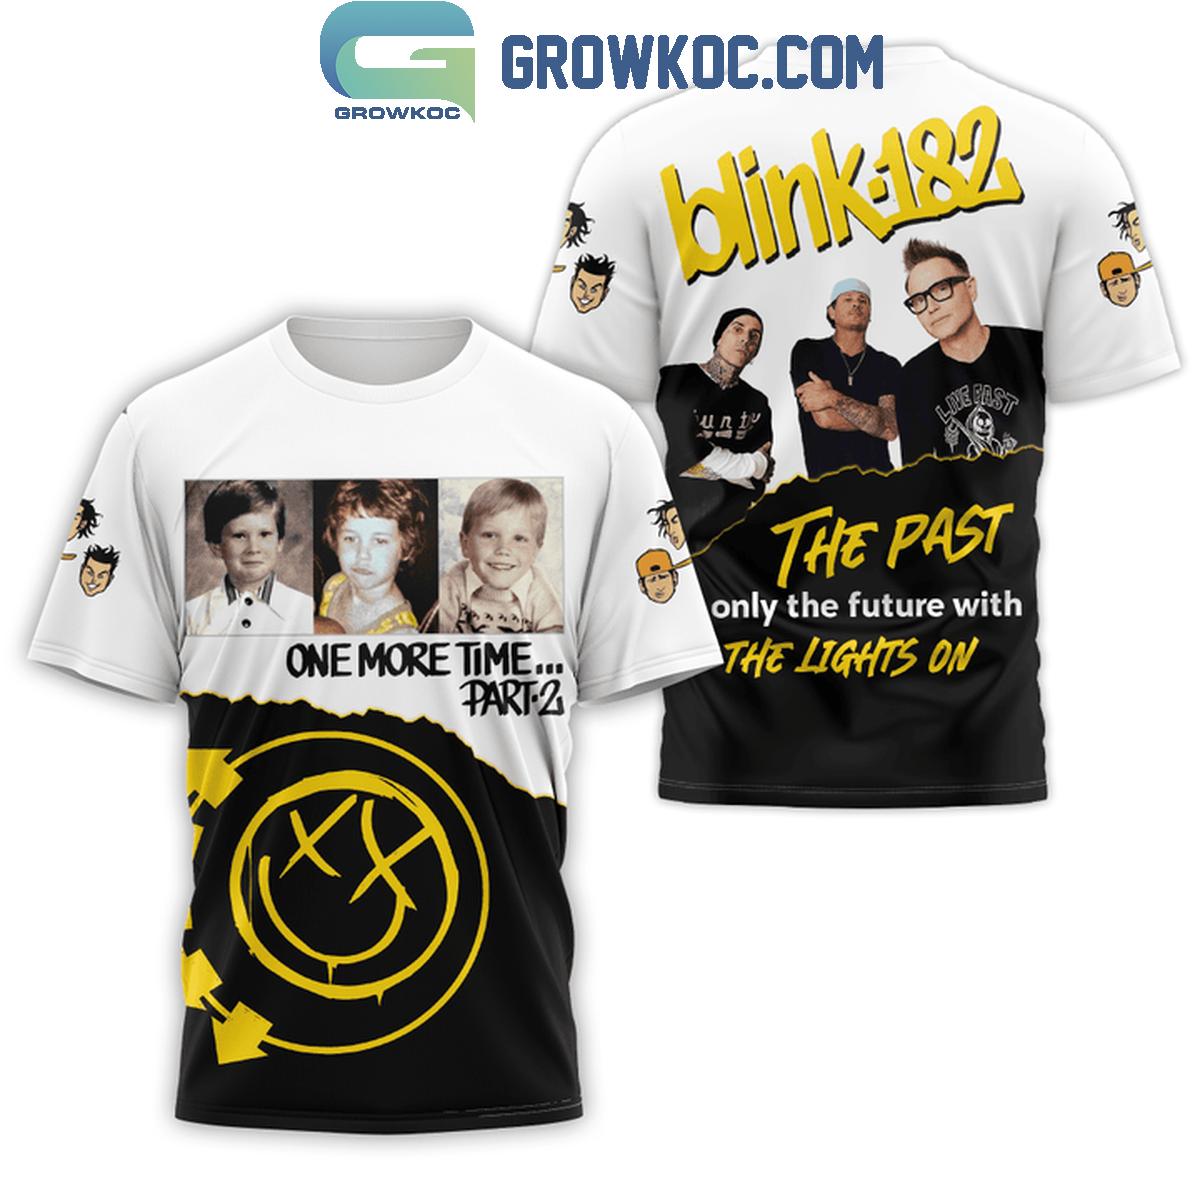 GROWKOC
GROWKOC.COM
blink-182
LIVE FAST
THE PAST
only the future with
THE LIGHTS ON
ONE MORE TIME...
PART-2